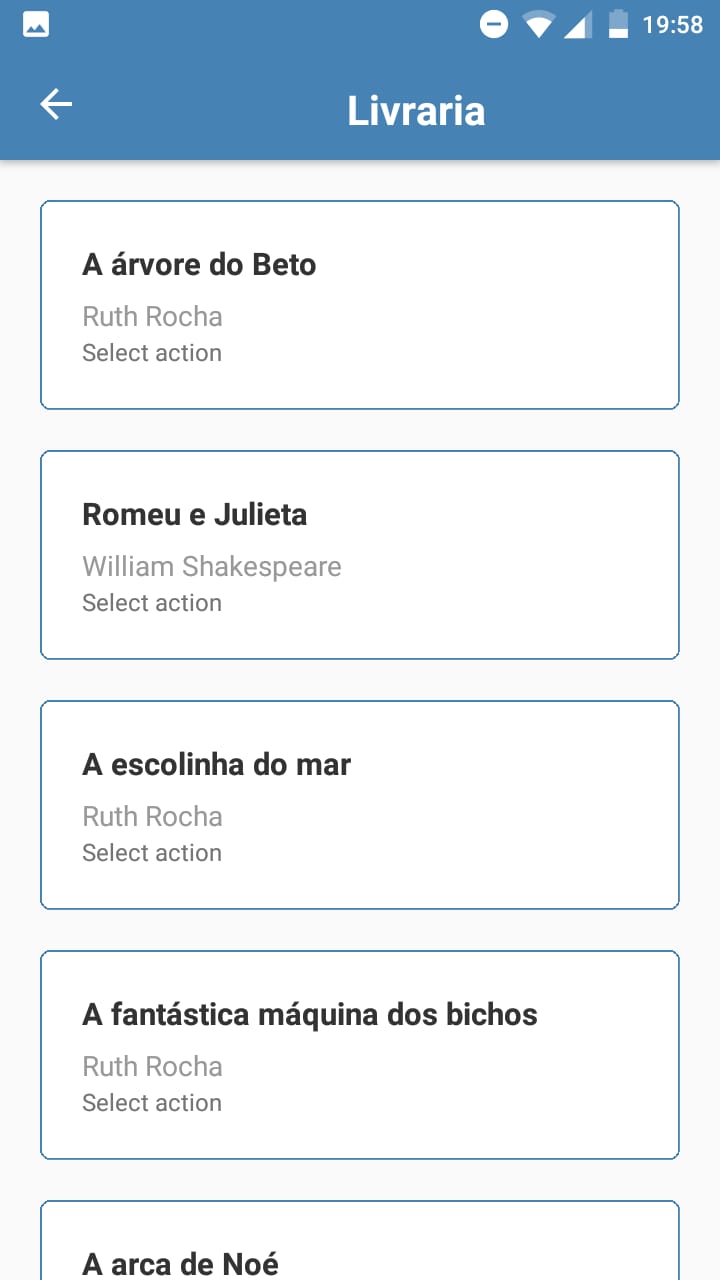 19:58
Livraria
A árvore do Beto
Ruth Rocha
Select action
Romeu e Julieta
William Shakespeare
Select action
A escolinha do mar
Ruth Rocha
Select action
A fantástica máquina dos bichos
Ruth Rocha
Select action
A arca de Noé